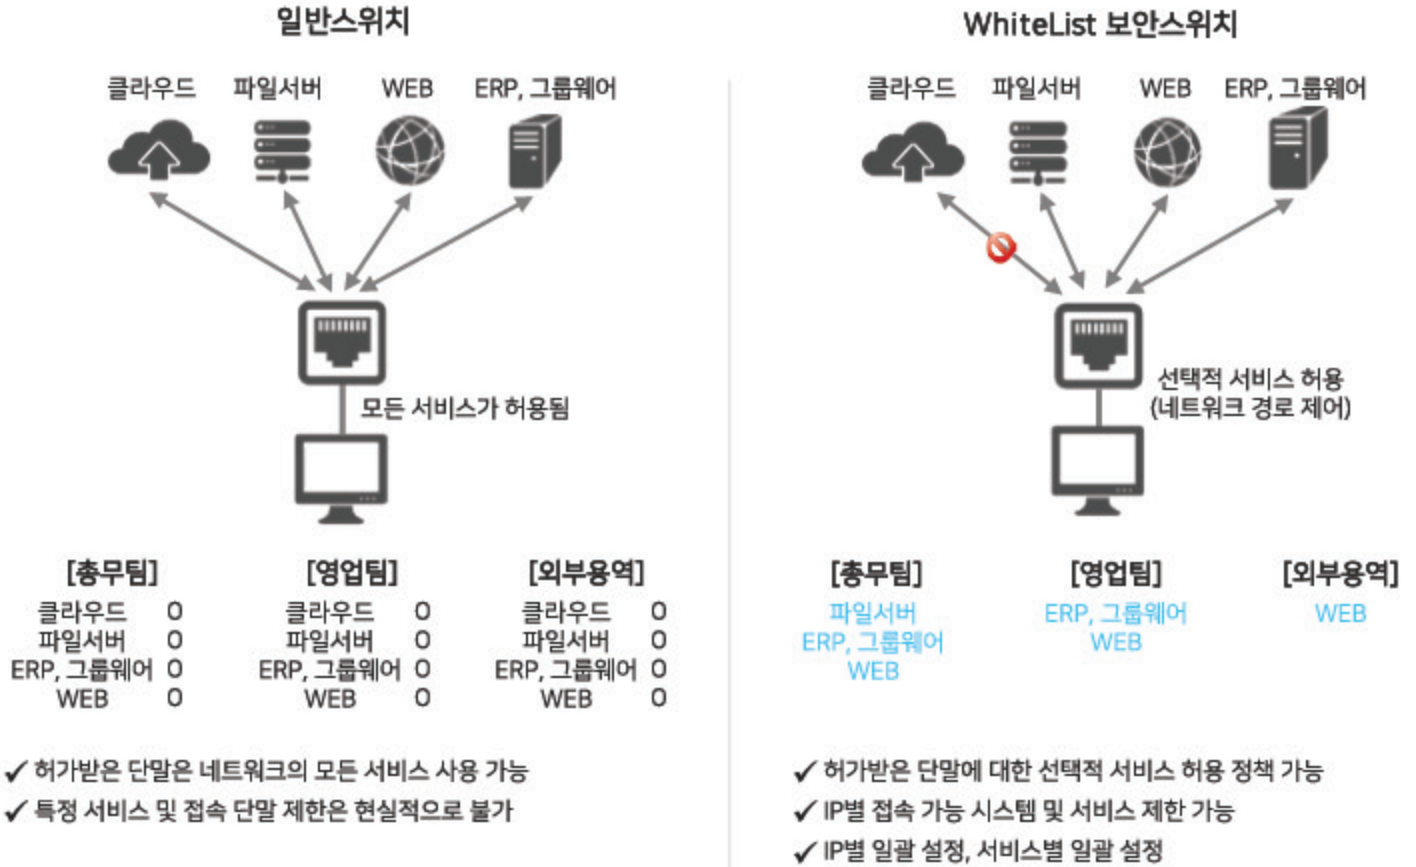 일반스위치
클라우드 파일서버 WEB ERP, 그룹웨어
모든 서비스가 허용됨
[총무팀] [영업팀] [외부용역]
클라우드 O 클라우드 O 클라우드 O
파일서버 O 파일서버 O 파일서버 O
ERP, 그룹웨어 O ERP, 그룹웨어 O ERP, 그룹웨어 O
WEB O WEB O WEB O
✓ 허가받은 단말은 네트워크의 모든 서비스 사용 가능
✓ 특정 서비스 및 접속 단말 제한은 현실적으로 불가
WhiteList 보안스위치
클라우드 파일서버 WEB ERP, 그룹웨어
선택적 서비스 허용
(네트워크 경로 제어)
[총무팀] [영업팀] [외부용역]
파일서버 ERP, 그룹웨어 WEB
ERP, 그룹웨어 WEB
WEB
✓ 허가받은 단말에 대한 선택적 서비스 허용 정책 가능
✓ IP별 접속 가능 시스템 및 서비스 제한 가능
✓ IP별 일괄 설정, 서비스별 일괄 설정